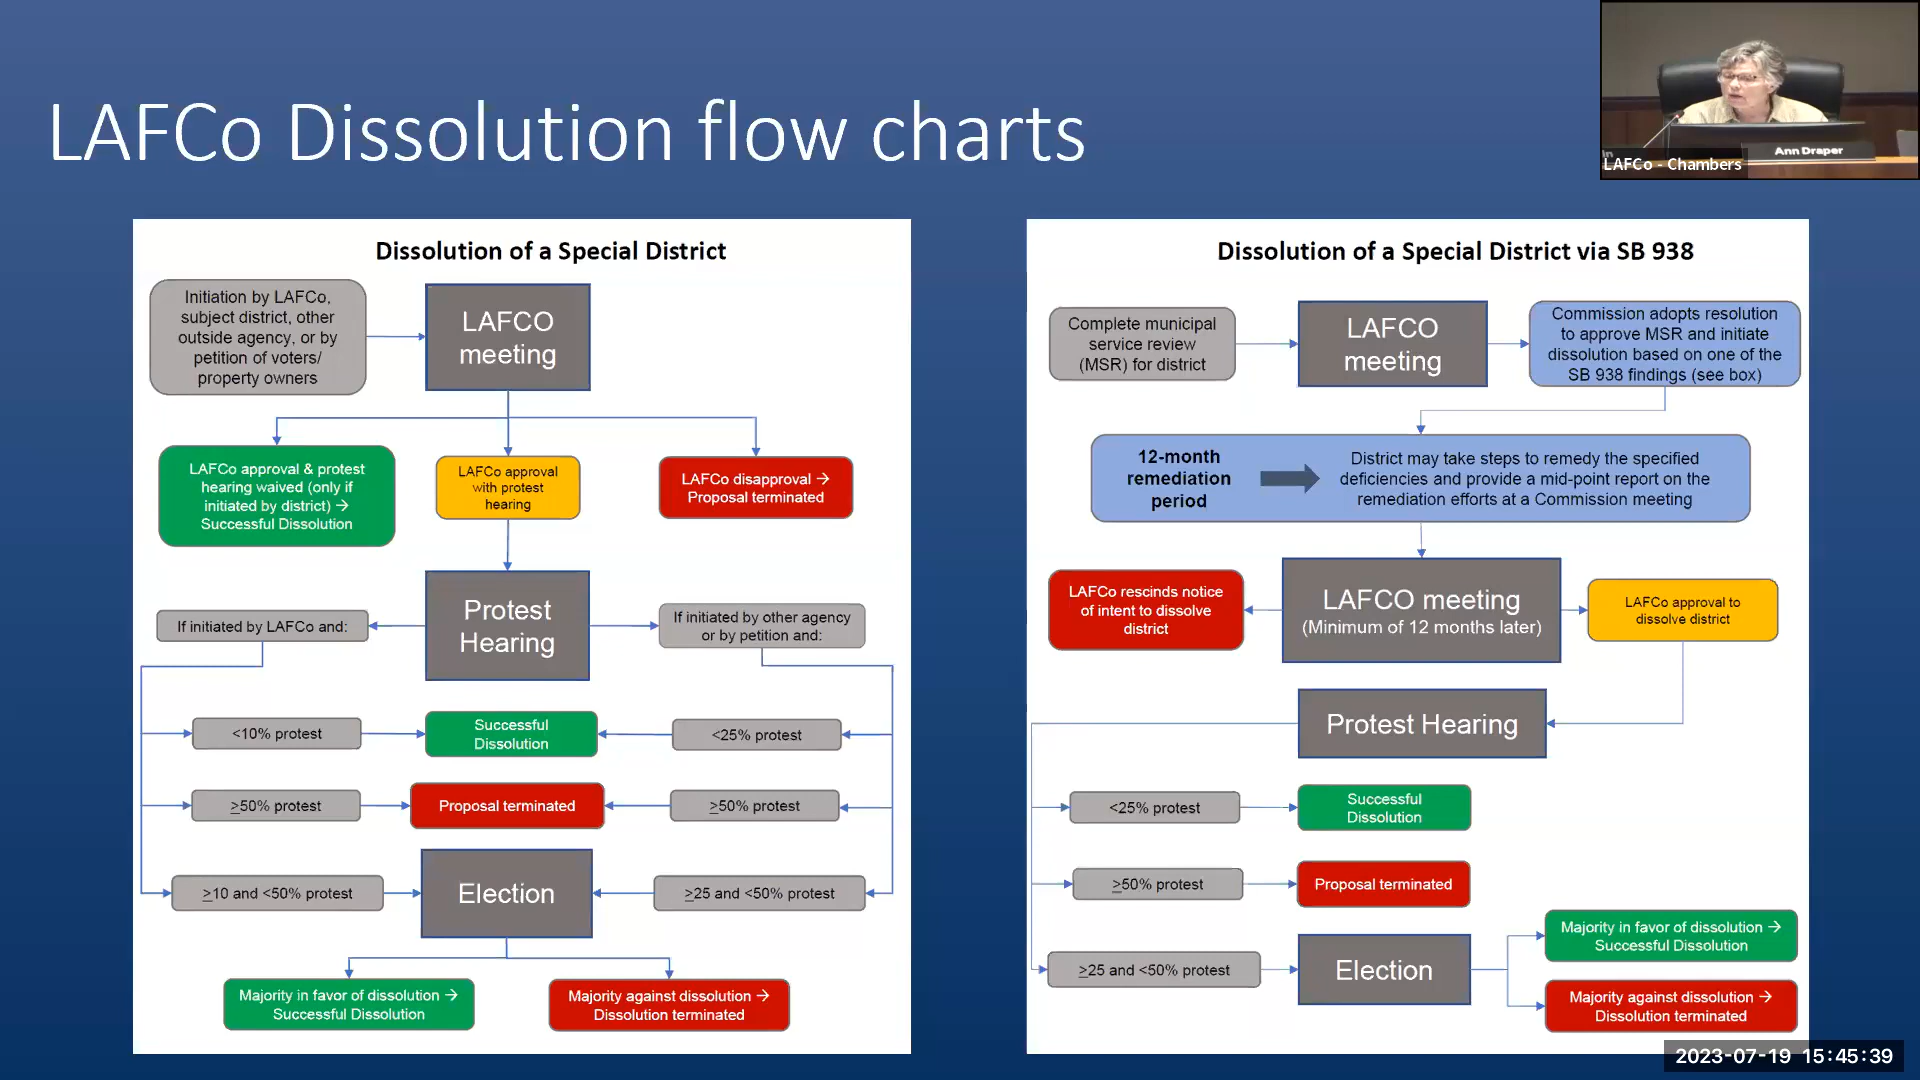 LAFCo Dissolution flow charts
Ann Draper
LAFCo - Chambers
Dissolution of a Special District
Initiation by LAFCo,
subject district, other
outside agency, or by
petition of voters/
property owners
LAFCO
meeting
LAFCo approval & protest
hearing waived (only if
initiated by district) →
Successful Dissolution
LAFCo approval
with protest
hearing
LAFCo disapproval →
Proposal terminated
If initiated by LAFCo and:
Protest
Hearing
If initiated by other agency
or by petition and:
<10% protest
Successful
Dissolution
<25% protest
≥50% protest
Proposal terminated
≥50% protest
≥10 and <50% protest
Election
≥25 and <50% protest
Majority in favor of dissolution →
Successful Dissolution
Majority against dissolution →
Dissolution terminated
Dissolution of a Special District via SB 938
Complete municipal
service review
(MSR) for district
LAFCO
meeting
Commission adopts resolution
to approve MSR and initiate
dissolution based on one of the
SB 938 findings (see box)
12-month
remediation
period
District may take steps to remedy the specified
deficiencies and provide a mid-point report on the
remediation efforts at a Commission meeting
LAFCo rescinds notice
of intent to dissolve
district
LAFCO meeting
(Minimum of 12 months later)
LAFCo approval to
dissolve district
Protest Hearing
<25% protest
Successful
Dissolution
≥50% protest
Proposal terminated
≥25 and <50% protest
Election
Majority in favor of dissolution →
Successful Dissolution
Majority against dissolution →
Dissolution terminated
2023-07-19 15:45:39